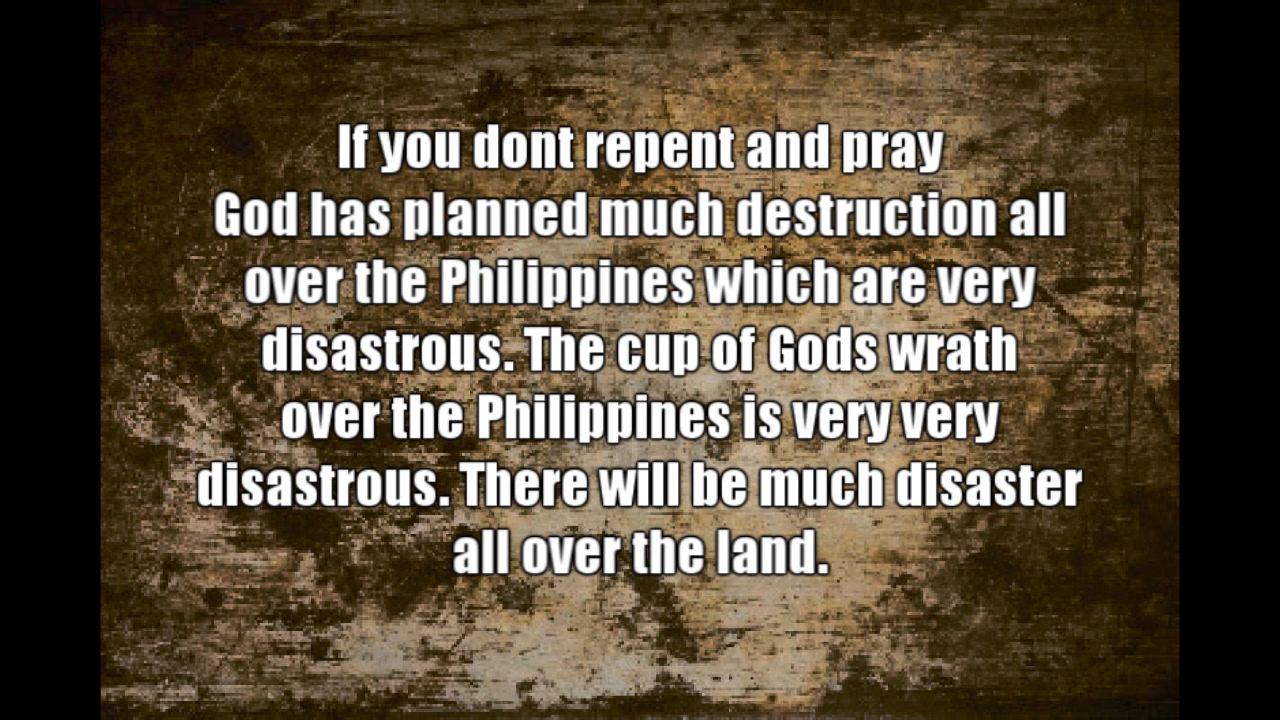 If you dont repent and pray
God has planned much destruction all
over the Philippines which are very
disastrous. The cup of Gods wrath
over the Philippines is very very
disastrous. There will be much disaster
all over the land.